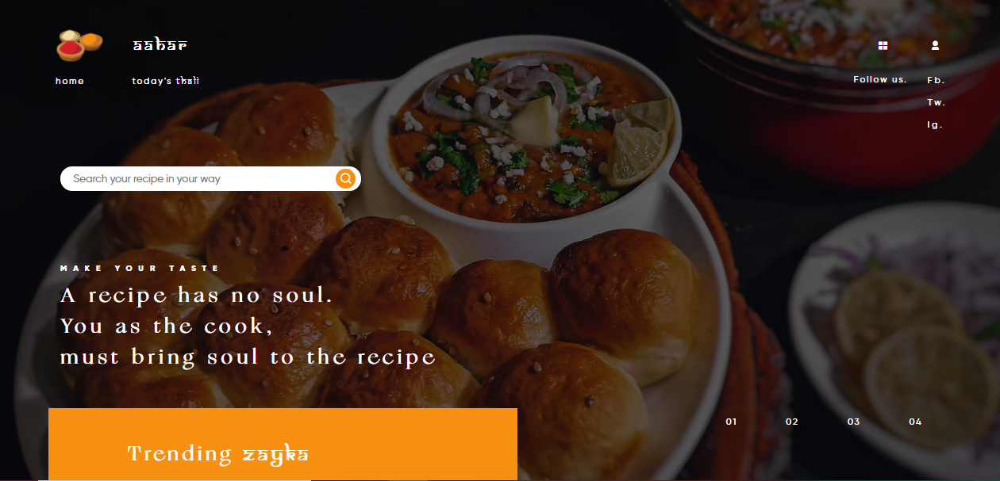 aahar
home
today's thali
Follow us.
Fb.
Tw.
Ig.
Search your recipe in your way
MAKE YOUR TASTE
A recipe has no soul.
You as the cook,
must bring soul to the recipe
01 02 03 04
Trending zayka